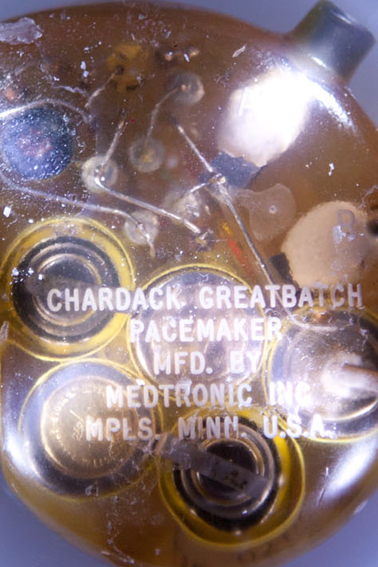 CHARDACK GREATBATCH
PACEMAKER
MFD. BY
MEDTRONIC INC
MPLS, MINN. U.S.A.